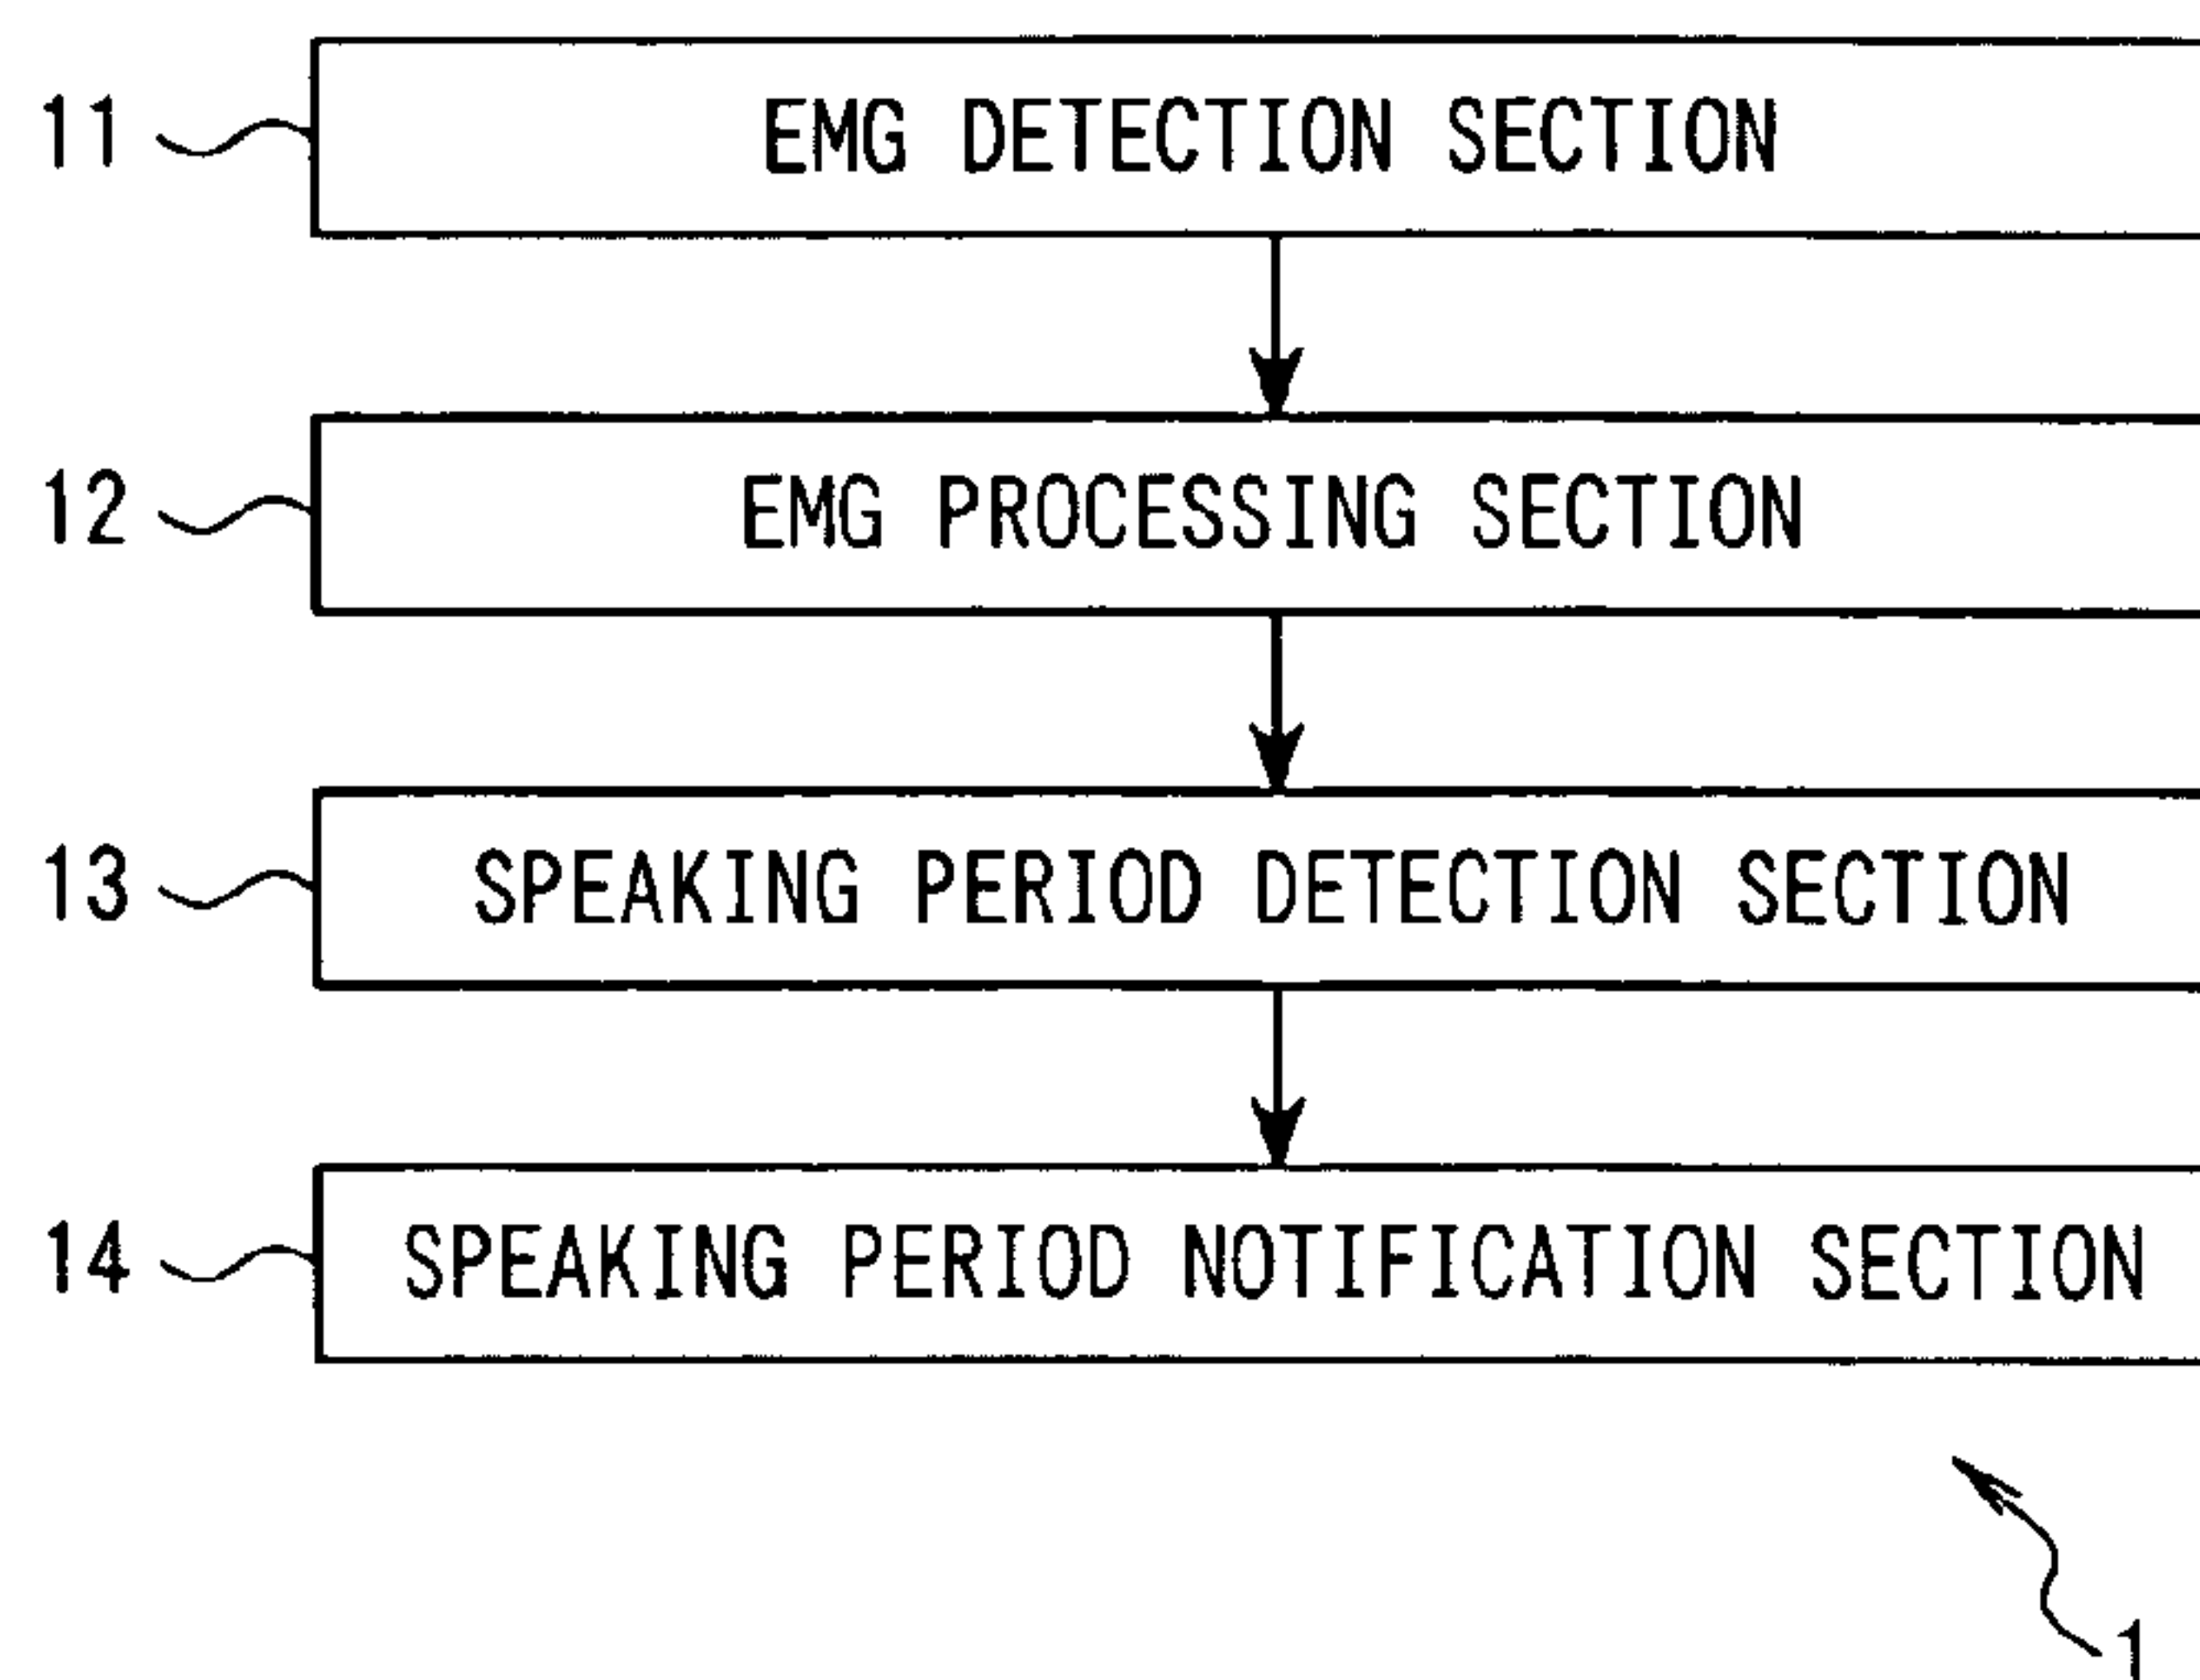 11 EMG DETECTION SECTION
12 EMG PROCESSING SECTION
13 SPEAKING PERIOD DETECTION SECTION
14 SPEAKING PERIOD NOTIFICATION SECTION
1